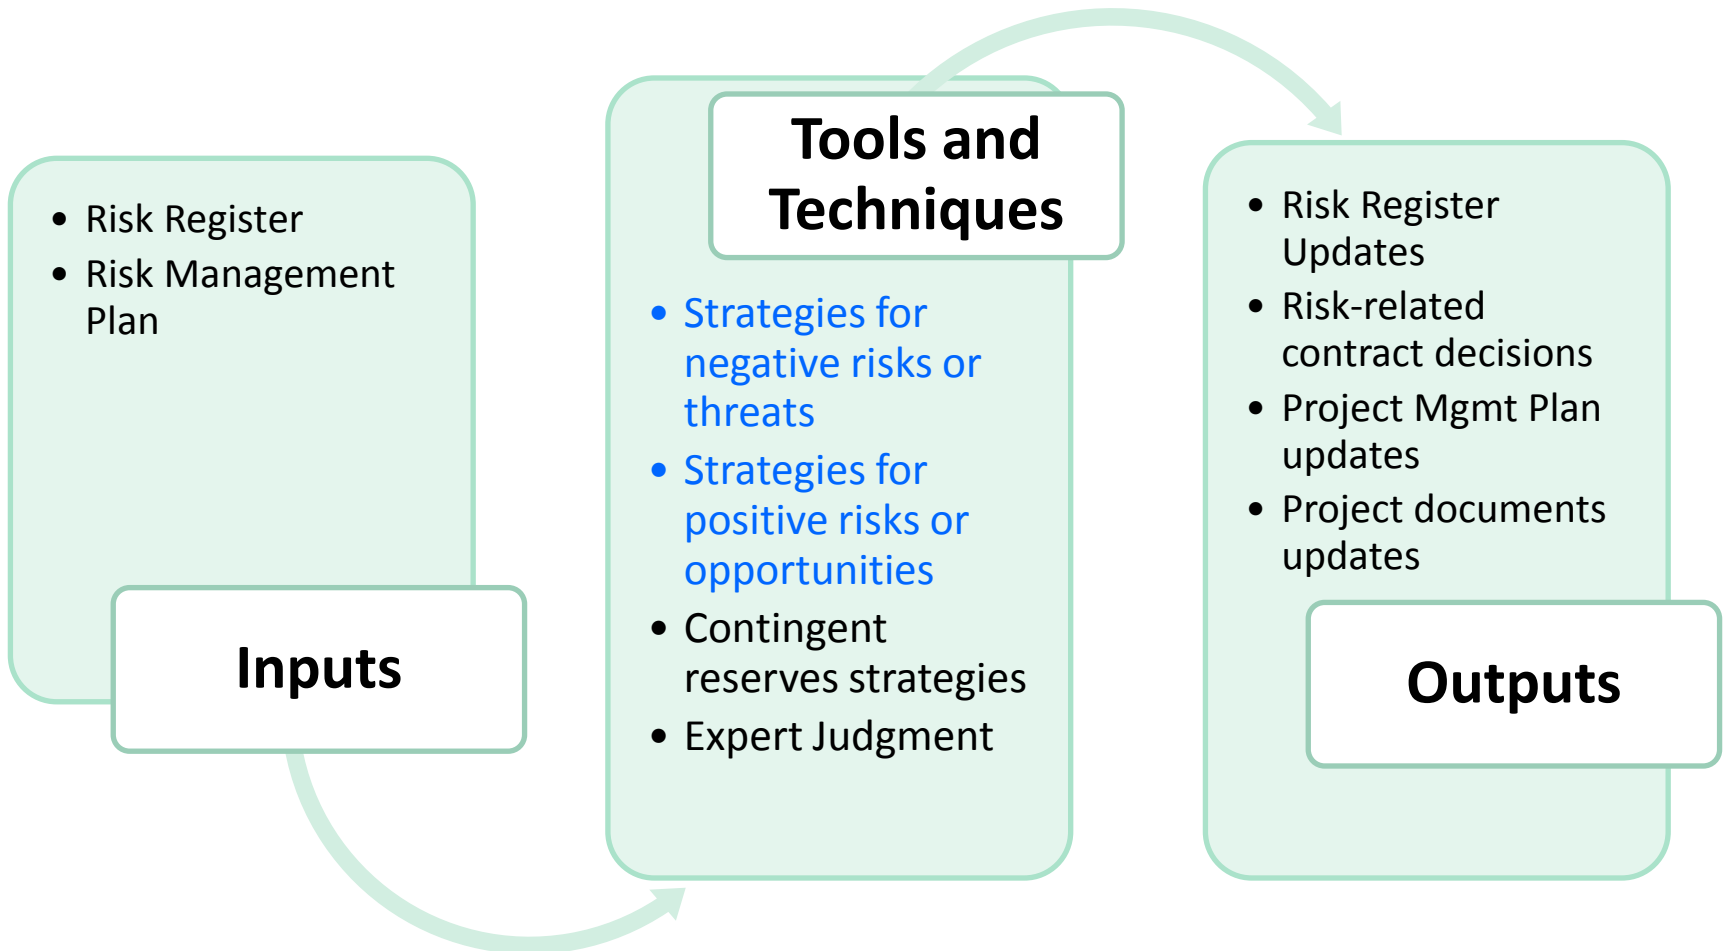 • Risk Register
• Risk Management
Plan
Inputs
Tools and
Techniques
• Strategies for
negative risks or
threats
• Strategies for
positive risks or
opportunities
• Contingent
reserves strategies
• Expert Judgment
• Risk Register
Updates
• Risk-related
contract decisions
• Project Mgmt Plan
updates
• Project documents
updates
Outputs